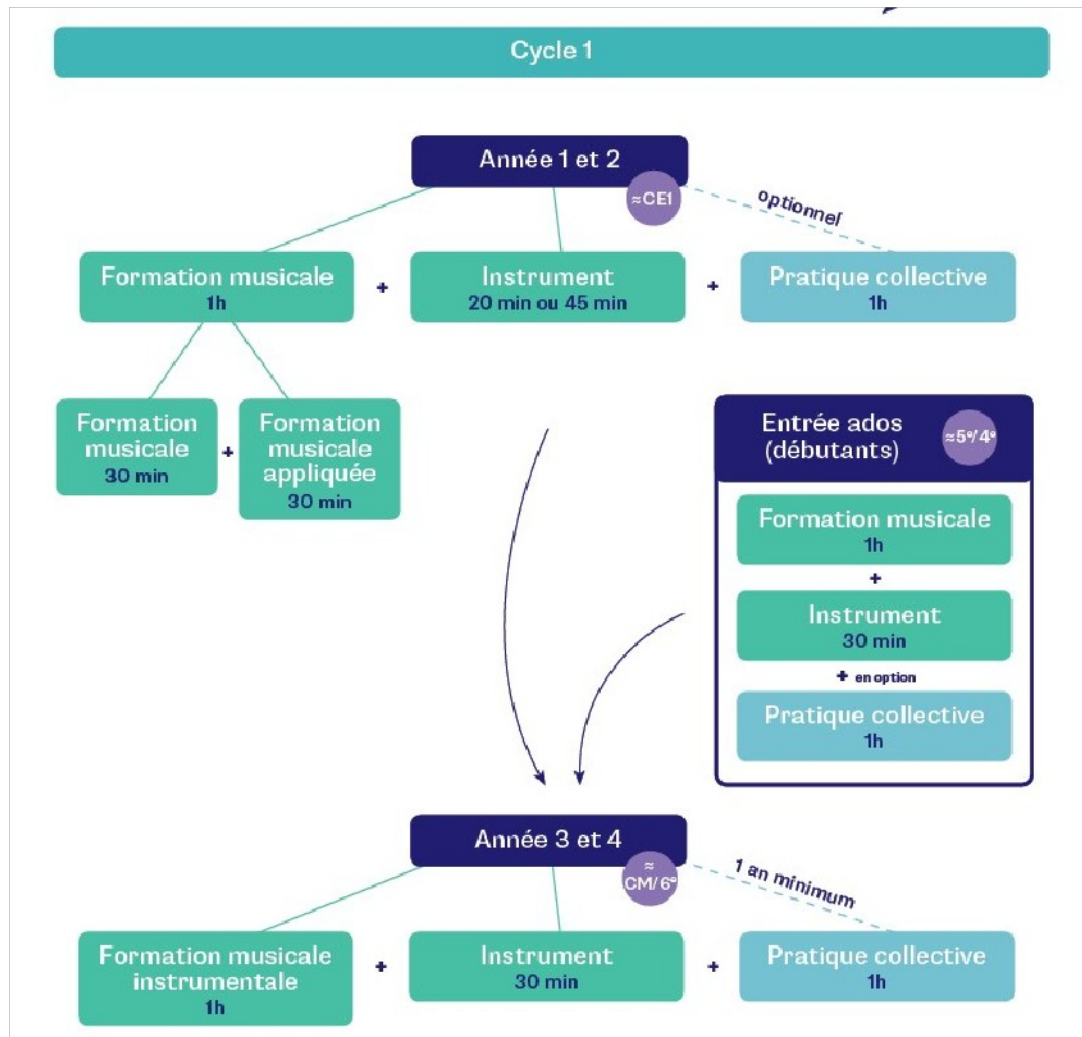 Cycle 1
Année 1 et 2
≈CE1
optionnel
Formation musicale
1h
+
Instrument
20 min ou 45 min
+
Pratique collective
1h
Formation
musicale
30 min
+
Formation
musicale
appliquée
30 min
Entrée ados
(débutants)
≈5e/4e
Formation musicale
1h
+
Instrument
30 min
+ en option
Pratique collective
1h
Année 3 et 4
≈
CM/6e
1 an minimum
Formation musicale
instrumentale
1h
+
Instrument
30 min
+
Pratique collective
1h